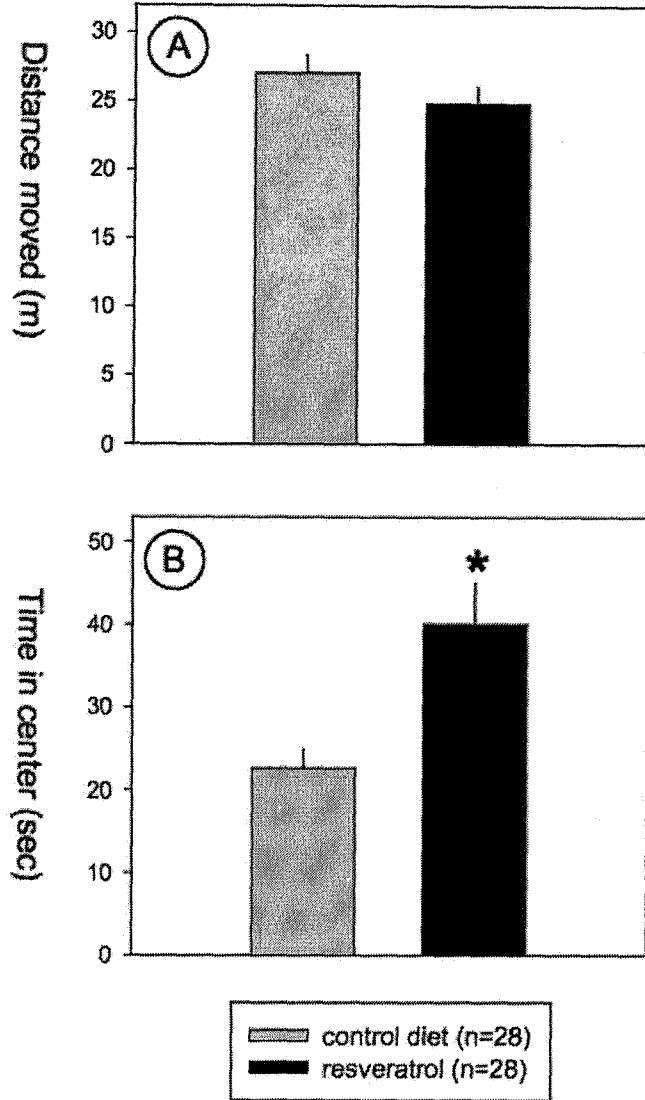 A
Distance moved (m)
30
25
20
15
10
5
0
B
*
Time in center (sec)
50
40
30
20
10
0
control diet (n=28)
resveratrol (n=28)